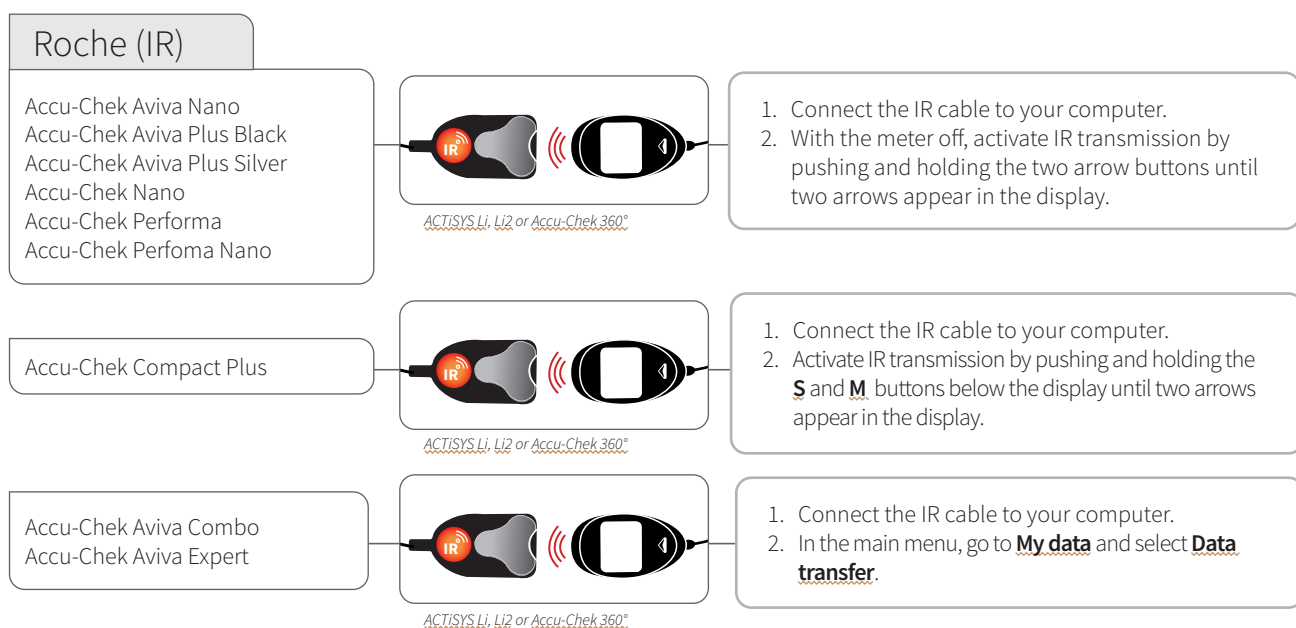 Roche (IR)
Accu-Chek Aviva Nano
Accu-Chek Aviva Plus Black
Accu-Chek Aviva Plus Silver
Accu-Chek Nano
Accu-Chek Performa
Accu-Chek Perfoma Nano
IR
ACTiSYS Li, Li2 or Accu-Chek 360°
1. Connect the IR cable to your computer.
2. With the meter off, activate IR transmission by
pushing and holding the two arrow buttons until
two arrows appear in the display.
Accu-Chek Compact Plus
IR
ACTiSYS Li, Li2 or Accu-Chek 360°
1. Connect the IR cable to your computer.
2. Activate IR transmission by pushing and holding the
S and M buttons below the display until two arrows
appear in the display.
Accu-Chek Aviva Combo
Accu-Chek Aviva Expert
IR
ACTiSYS Li, Li2 or Accu-Chek 360°
1. Connect the IR cable to your computer.
2. In the main menu, go to My data and select Data
transfer.